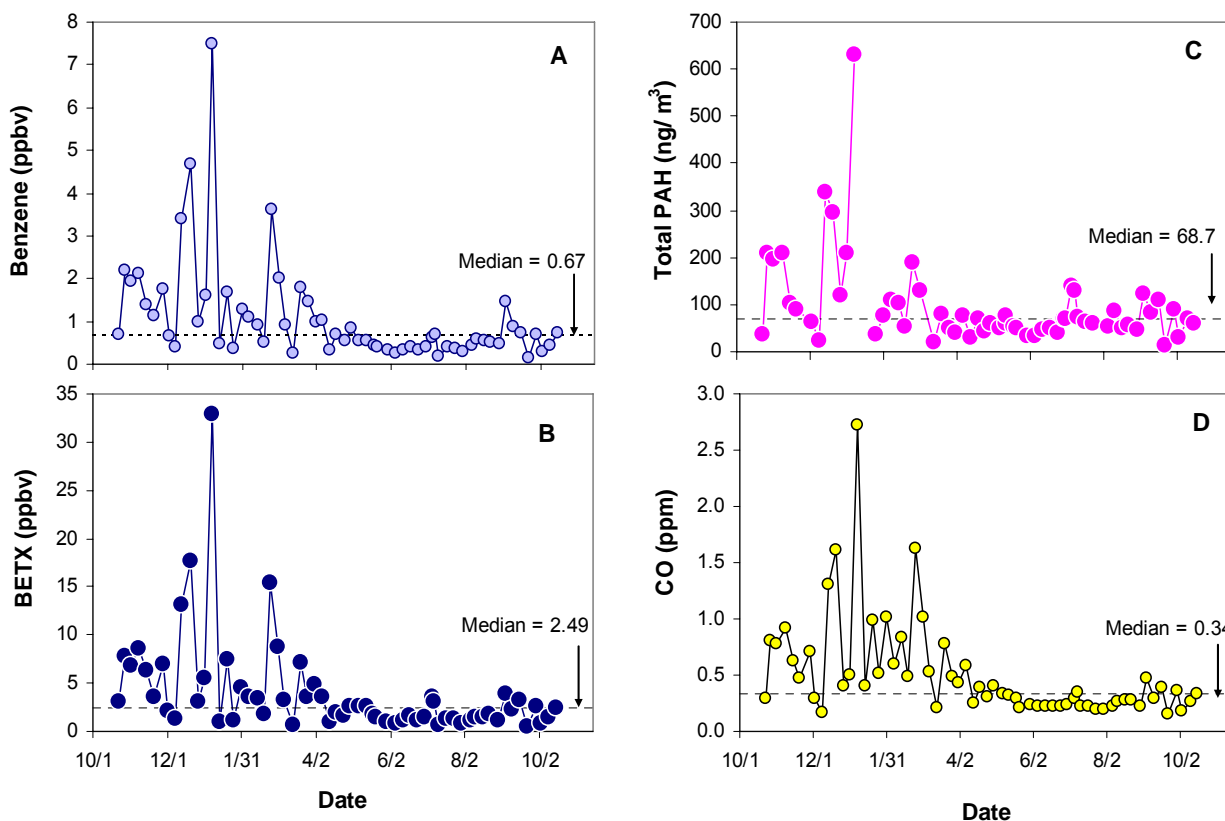 Benzene (ppbv)
8
7
6
5
4
3
2
1
0
A
Median = 0.67
Total PAH (ng/ m³)
700
600
500
400
300
200
100
0
C
Median = 68.7
BETX (ppbv)
35
30
25
20
15
10
5
0
B
Median = 2.49
10/1 12/1 1/31 4/2 6/2 8/2 10/2
Date
CO (ppm)
3.0
2.5
2.0
1.5
1.0
0.5
0.0
D
Median = 0.34
10/1 12/1 1/31 4/2 6/2 8/2 10/2
Date